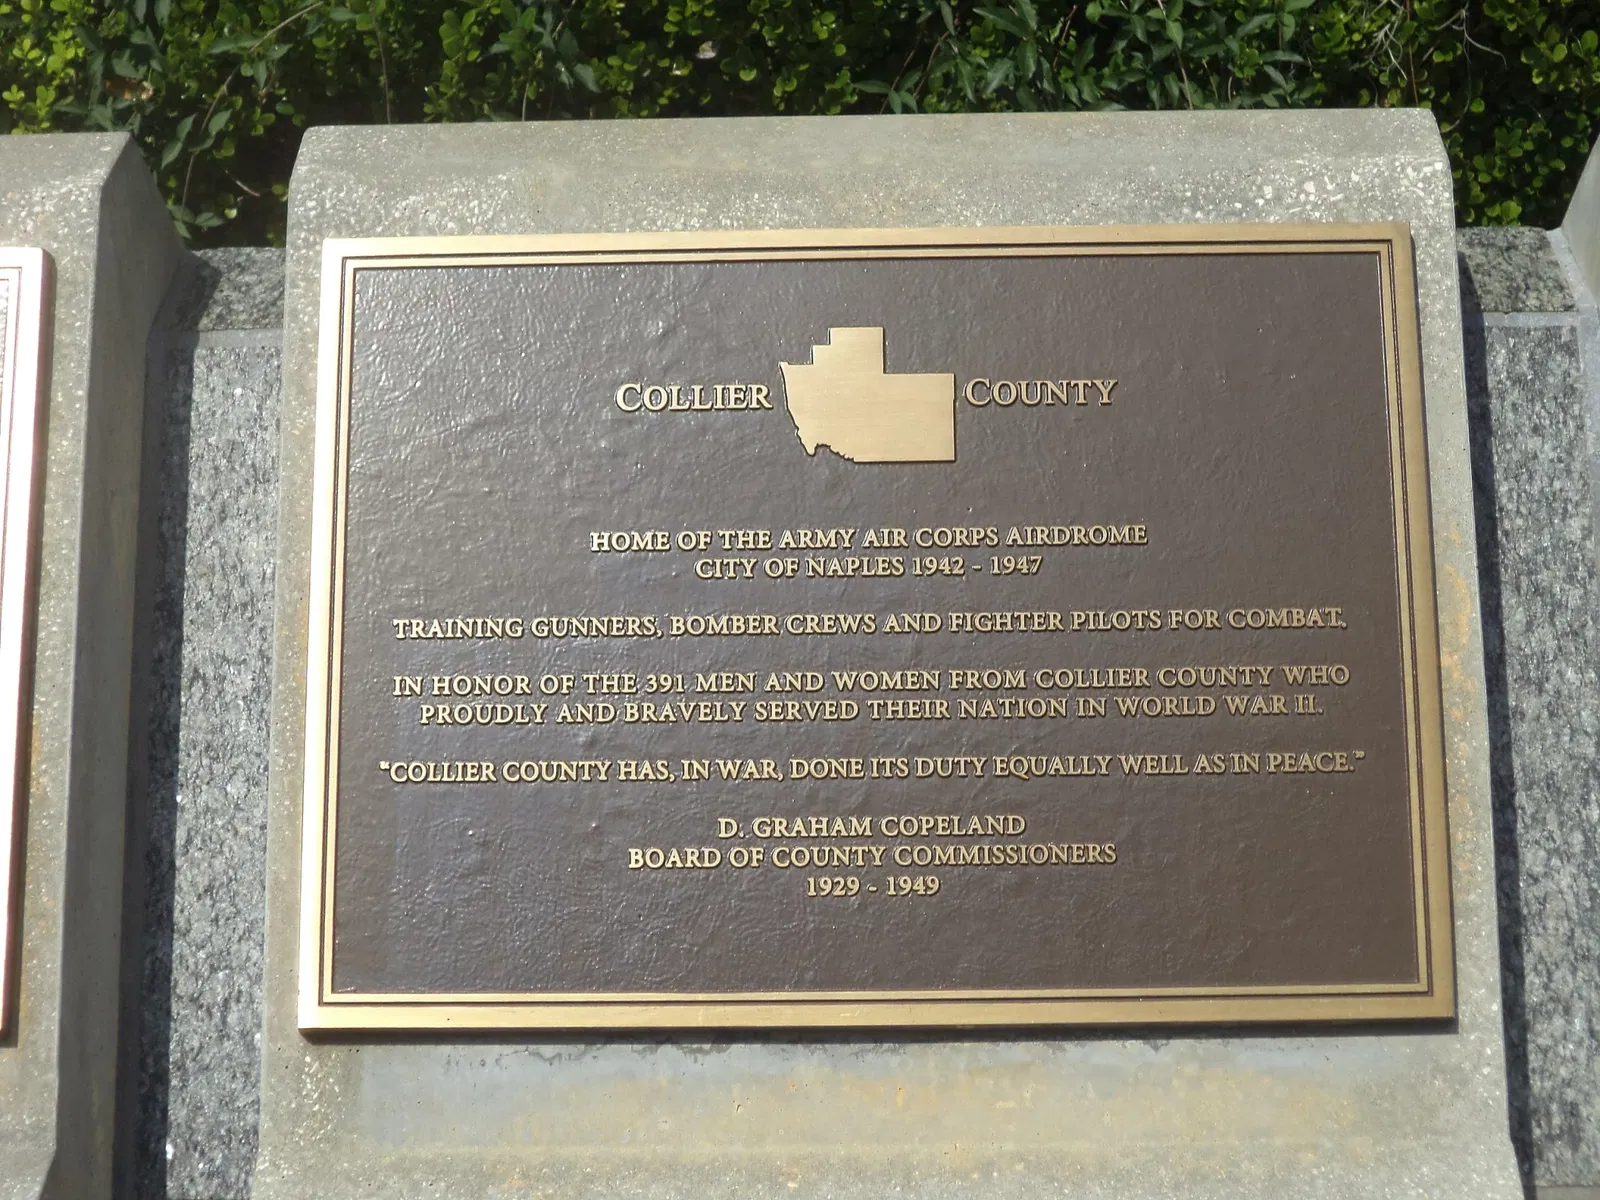 COLLIER COUNTY
HOME OF THE ARMY AIR CORPS AIRDROME
CITY OF NAPLES 1942 - 1947
TRAINING GUNNERS, BOMBER CREWS AND FIGHTER PILOTS FOR COMBAT.
IN HONOR OF THE 391 MEN AND WOMEN FROM COLLIER COUNTY WHO
PROUDLY AND BRAVELY SERVED THEIR NATION IN WORLD WAR II.
"COLLIER COUNTY HAS, IN WAR, DONE ITS DUTY EQUALLY WELL AS IN PEACE."
D. GRAHAM COPELAND
BOARD OF COUNTY COMMISSIONERS
1929 - 1949